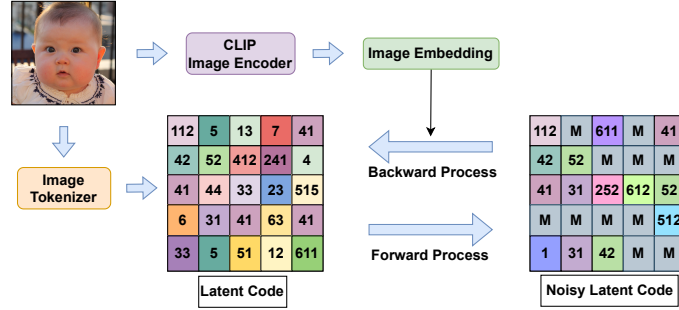 CLIP
Image Encoder
Image Embedding
Image
Tokenizer
112 5 13 7 41
42 52 412 241 4
41 44 33 23 515
6 31 41 63 41
33 5 51 12 611
Latent Code
Backward Process
Forward Process
112 M 611 M 41
42 52 M M M
41 31 252 612 52
M M M M 512
1 31 42 M M
Noisy Latent Code